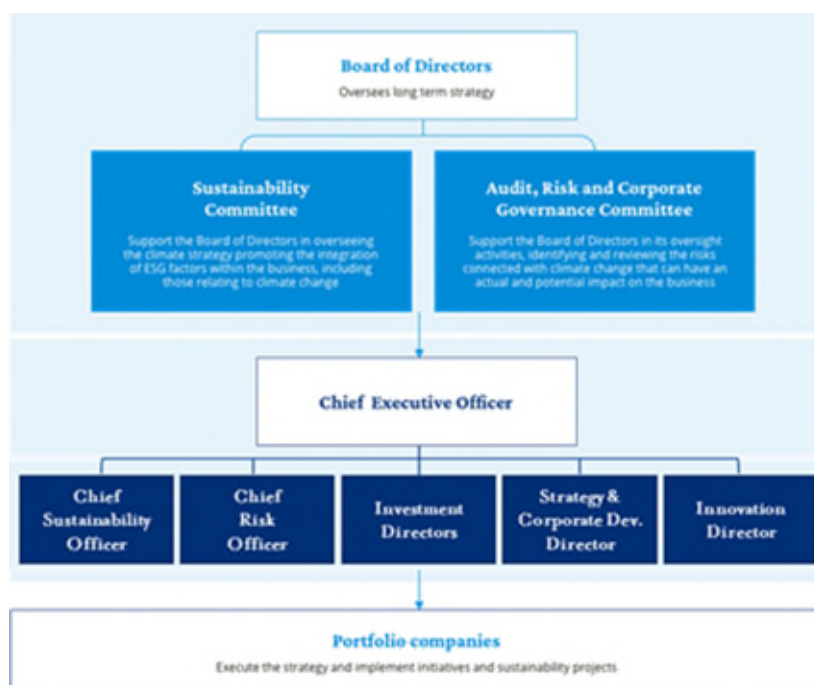 Board of Directors
Oversees long term strategy
Sustainability
Committee
Support the Board of Directors in overseeing
the climate strategy promoting the integration
of ESG factors within the business, including
those relating to climate change
Audit, Risk and Corporate
Governance Committee
Support the Board of Directors in its oversight
activities, identifying and reviewing the risks
connected with climate change that can have an
actual and potential impact on the business
Chief Executive Officer
Chief
Sustainability
Officer
Chief
Risk
Officer
Investment
Directors
Strategy &
Corporate Dev.
Director
Innovation
Director
Portfolio companies
Execute the strategy and implement initiatives and sustainability projects